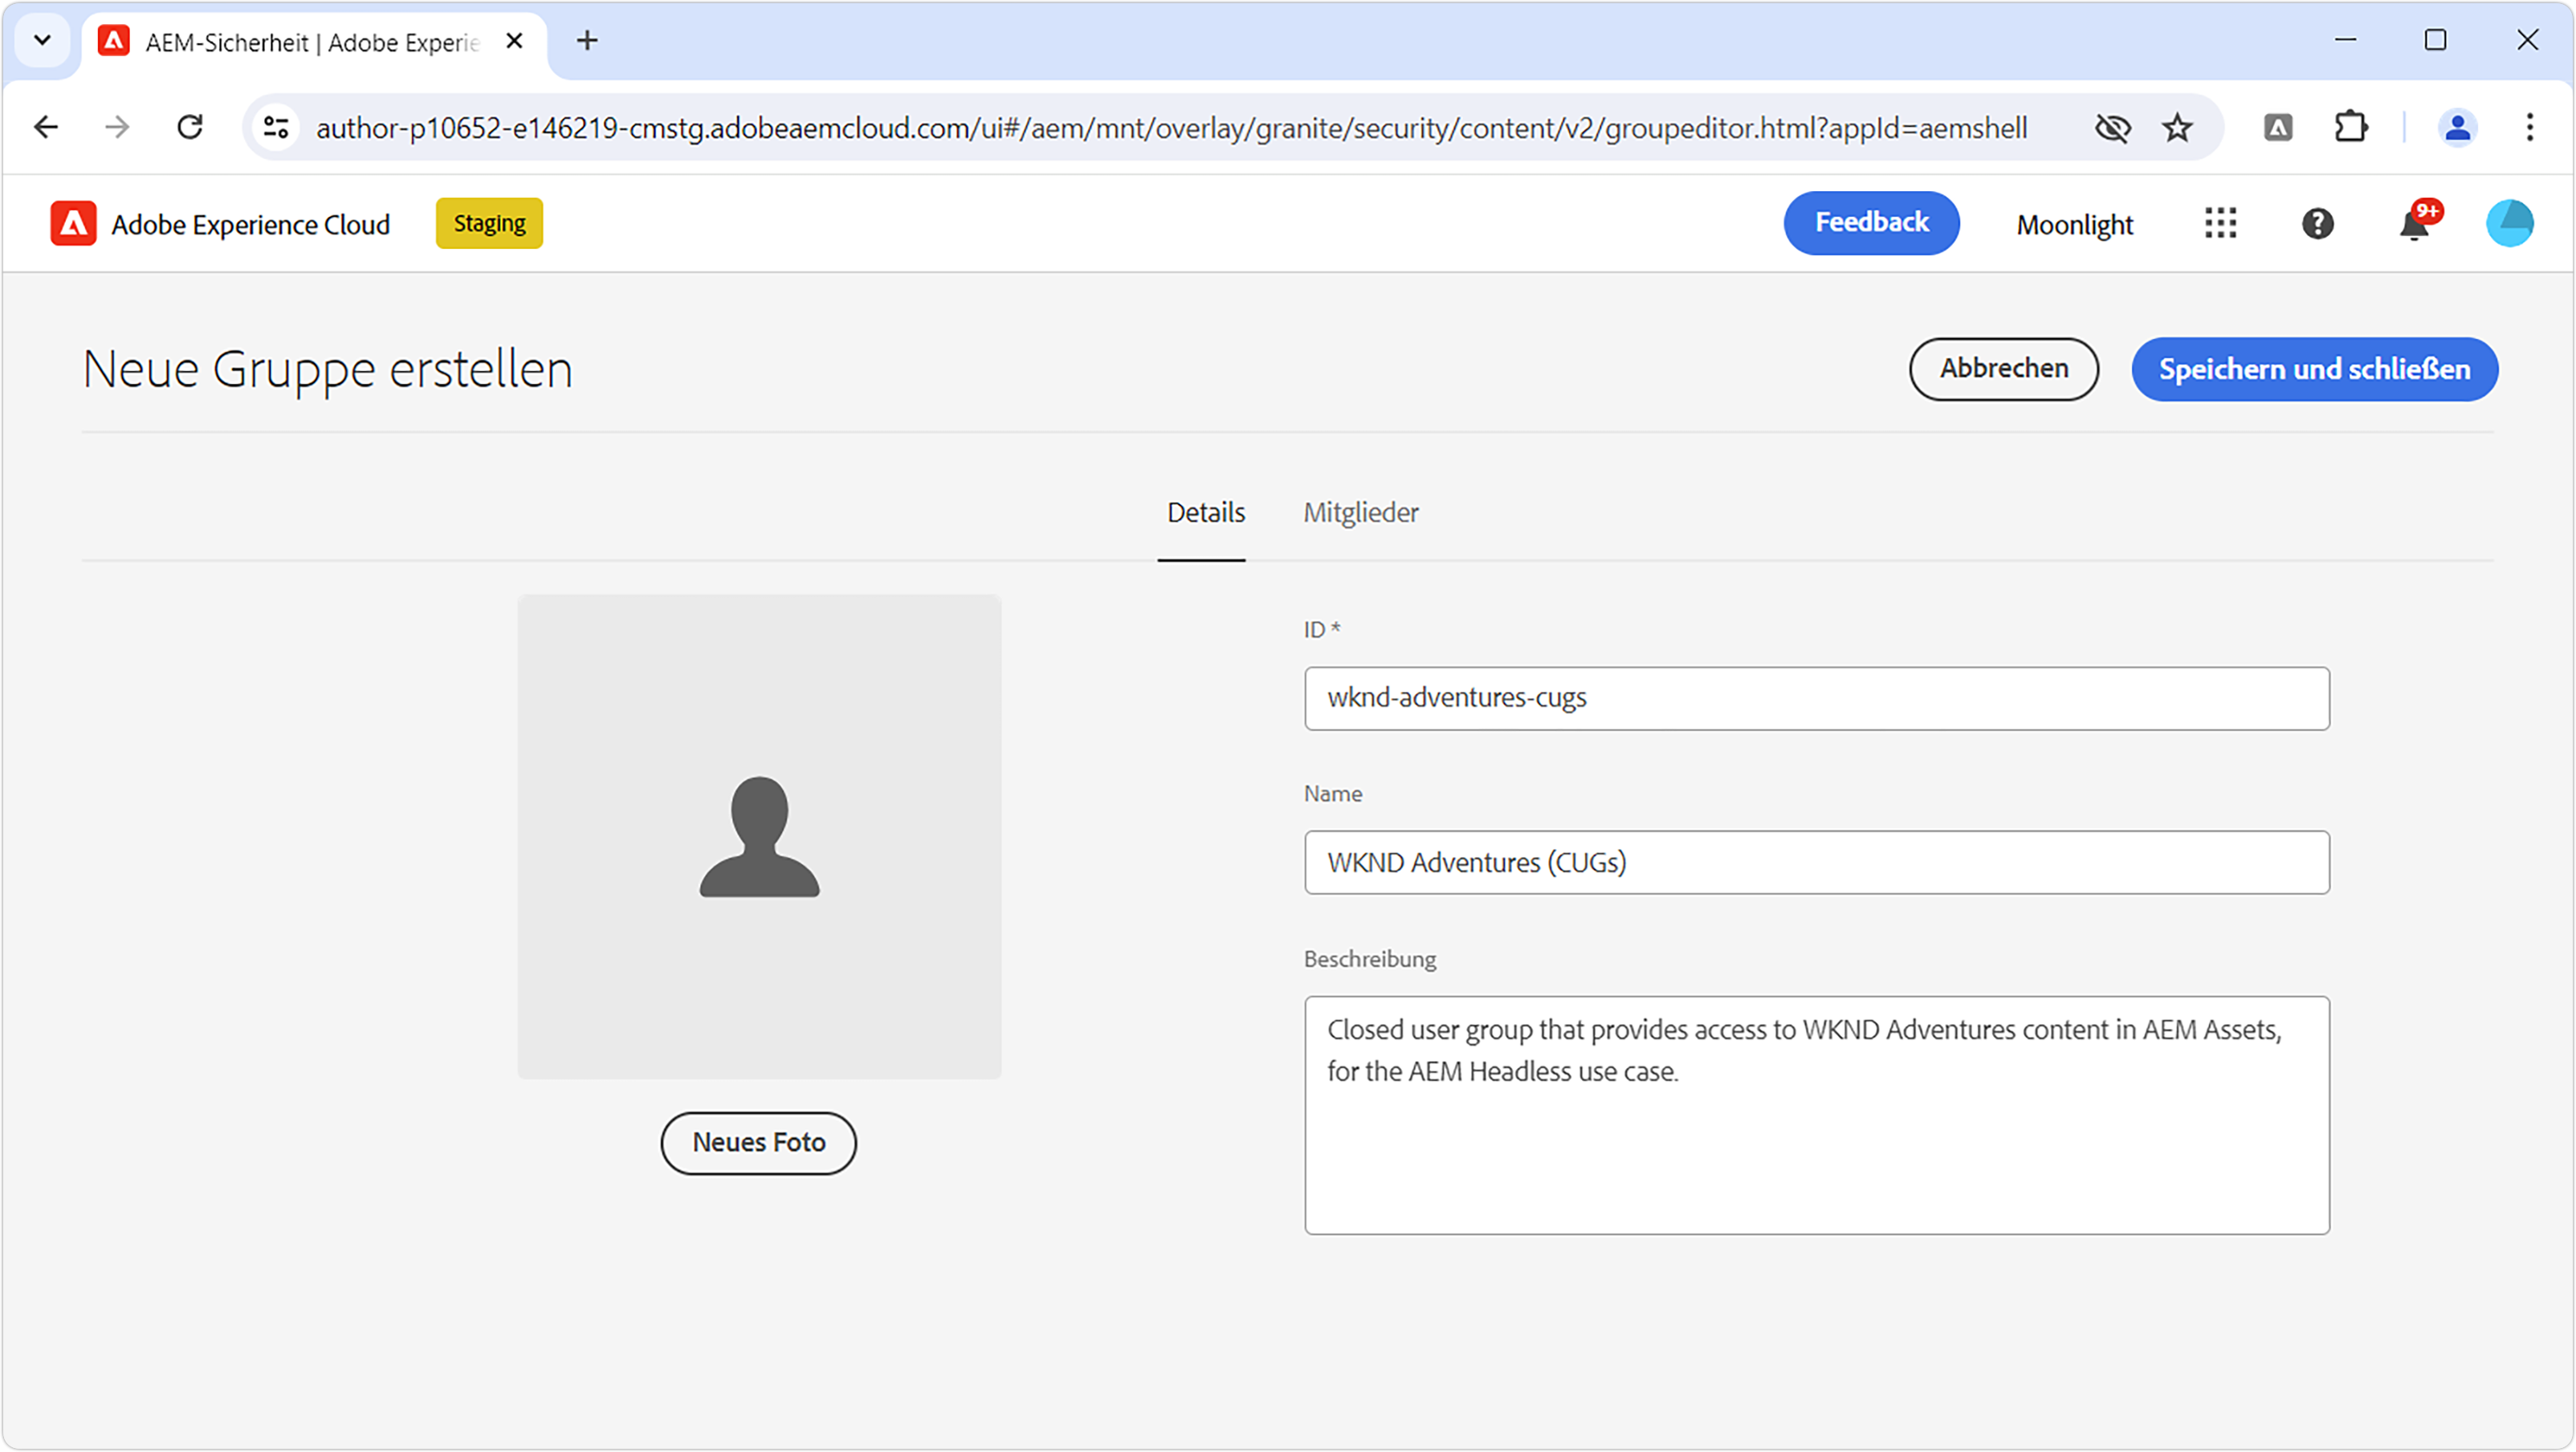 AEM-Sicherheit | Adobe Experie
author-p10652-e146219-cmstg.adobeaemcloud.com/ui#/aem/mnt/overlay/granite/security/content/v2/groupeditor.html?appId=aemshell
Adobe Experience Cloud
Staging
Feedback
Moonlight
9+
Neue Gruppe erstellen
Abbrechen
Speichern und schließen
Details
Mitglieder
ID *
wknd-adventures-cugs
Name
WKND Adventures (CUGs)
Beschreibung
Closed user group that provides access to WKND Adventures content in AEM Assets,
for the AEM Headless use case.
Neues Foto